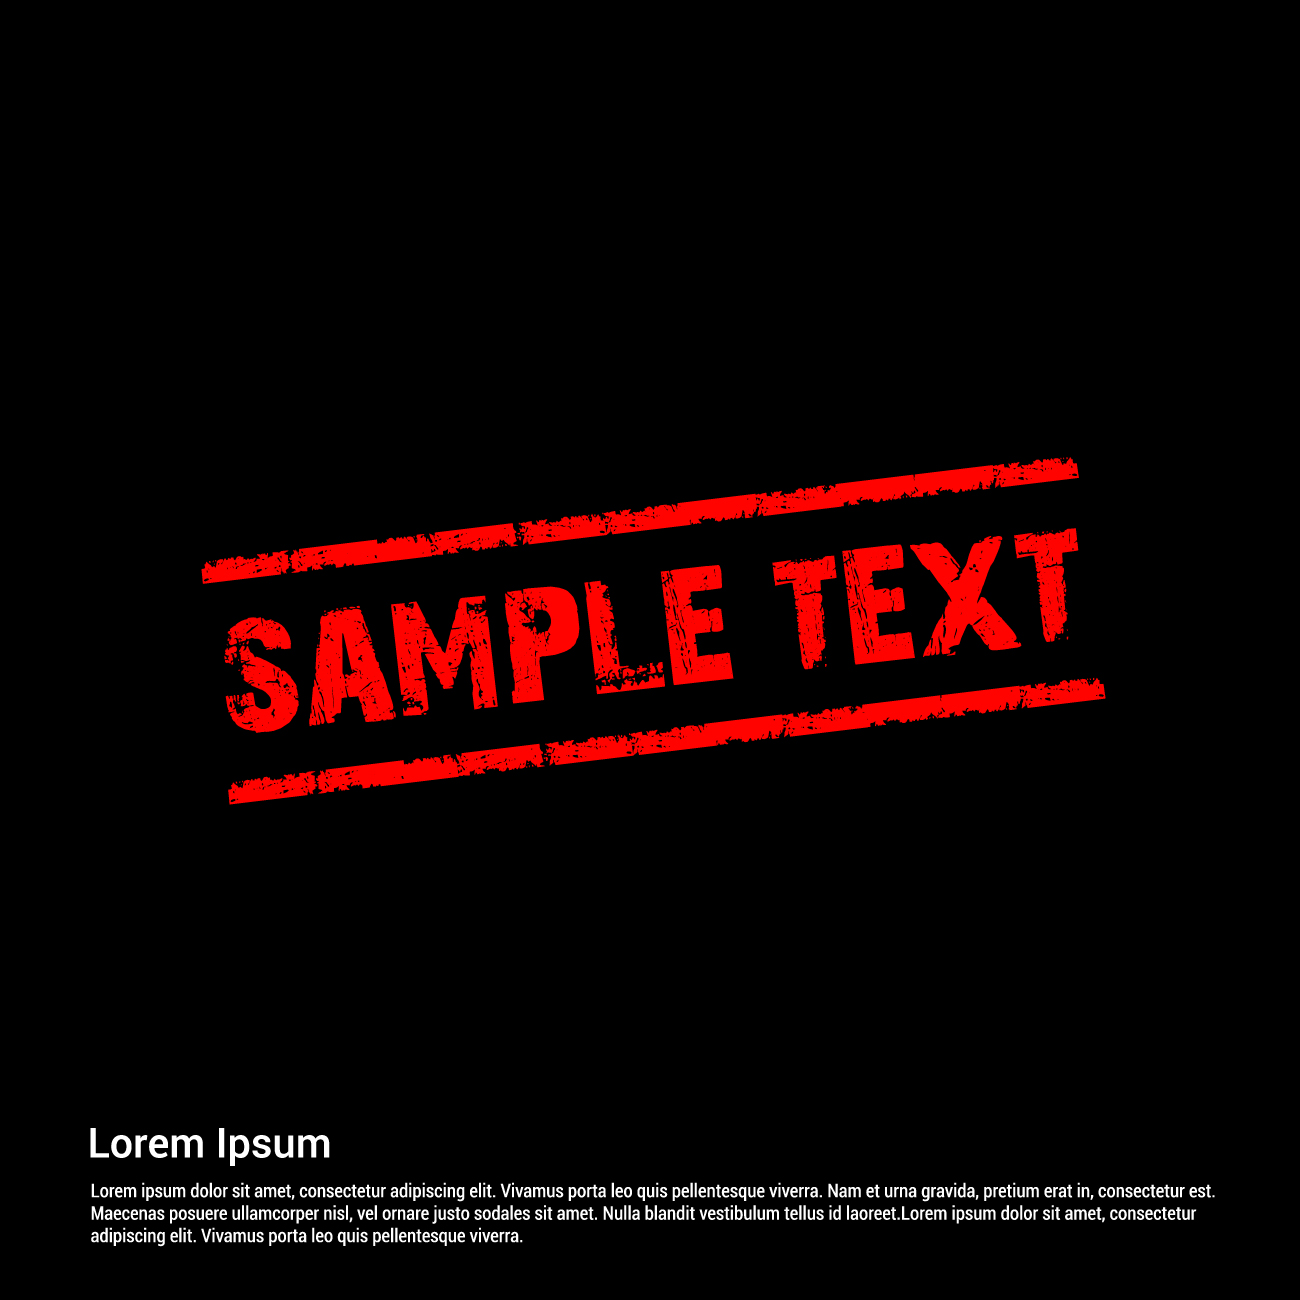 SAMPLE TEXT
Lorem Ipsum
Lorem ipsum dolor sit amet, consectetur adipiscing elit. Vivamus porta leo quis pellentesque viverra. Nam et urna gravida, pretium erat in, consectetur est.
Maecenas posuere ullamcorper nisl, vel ornare justo sodales sit amet. Nulla blandit vestibulum tellus id laoreet.Lorem ipsum dolor sit amet, consectetur
adipiscing elit. Vivamus porta leo quis pellentesque viverra.